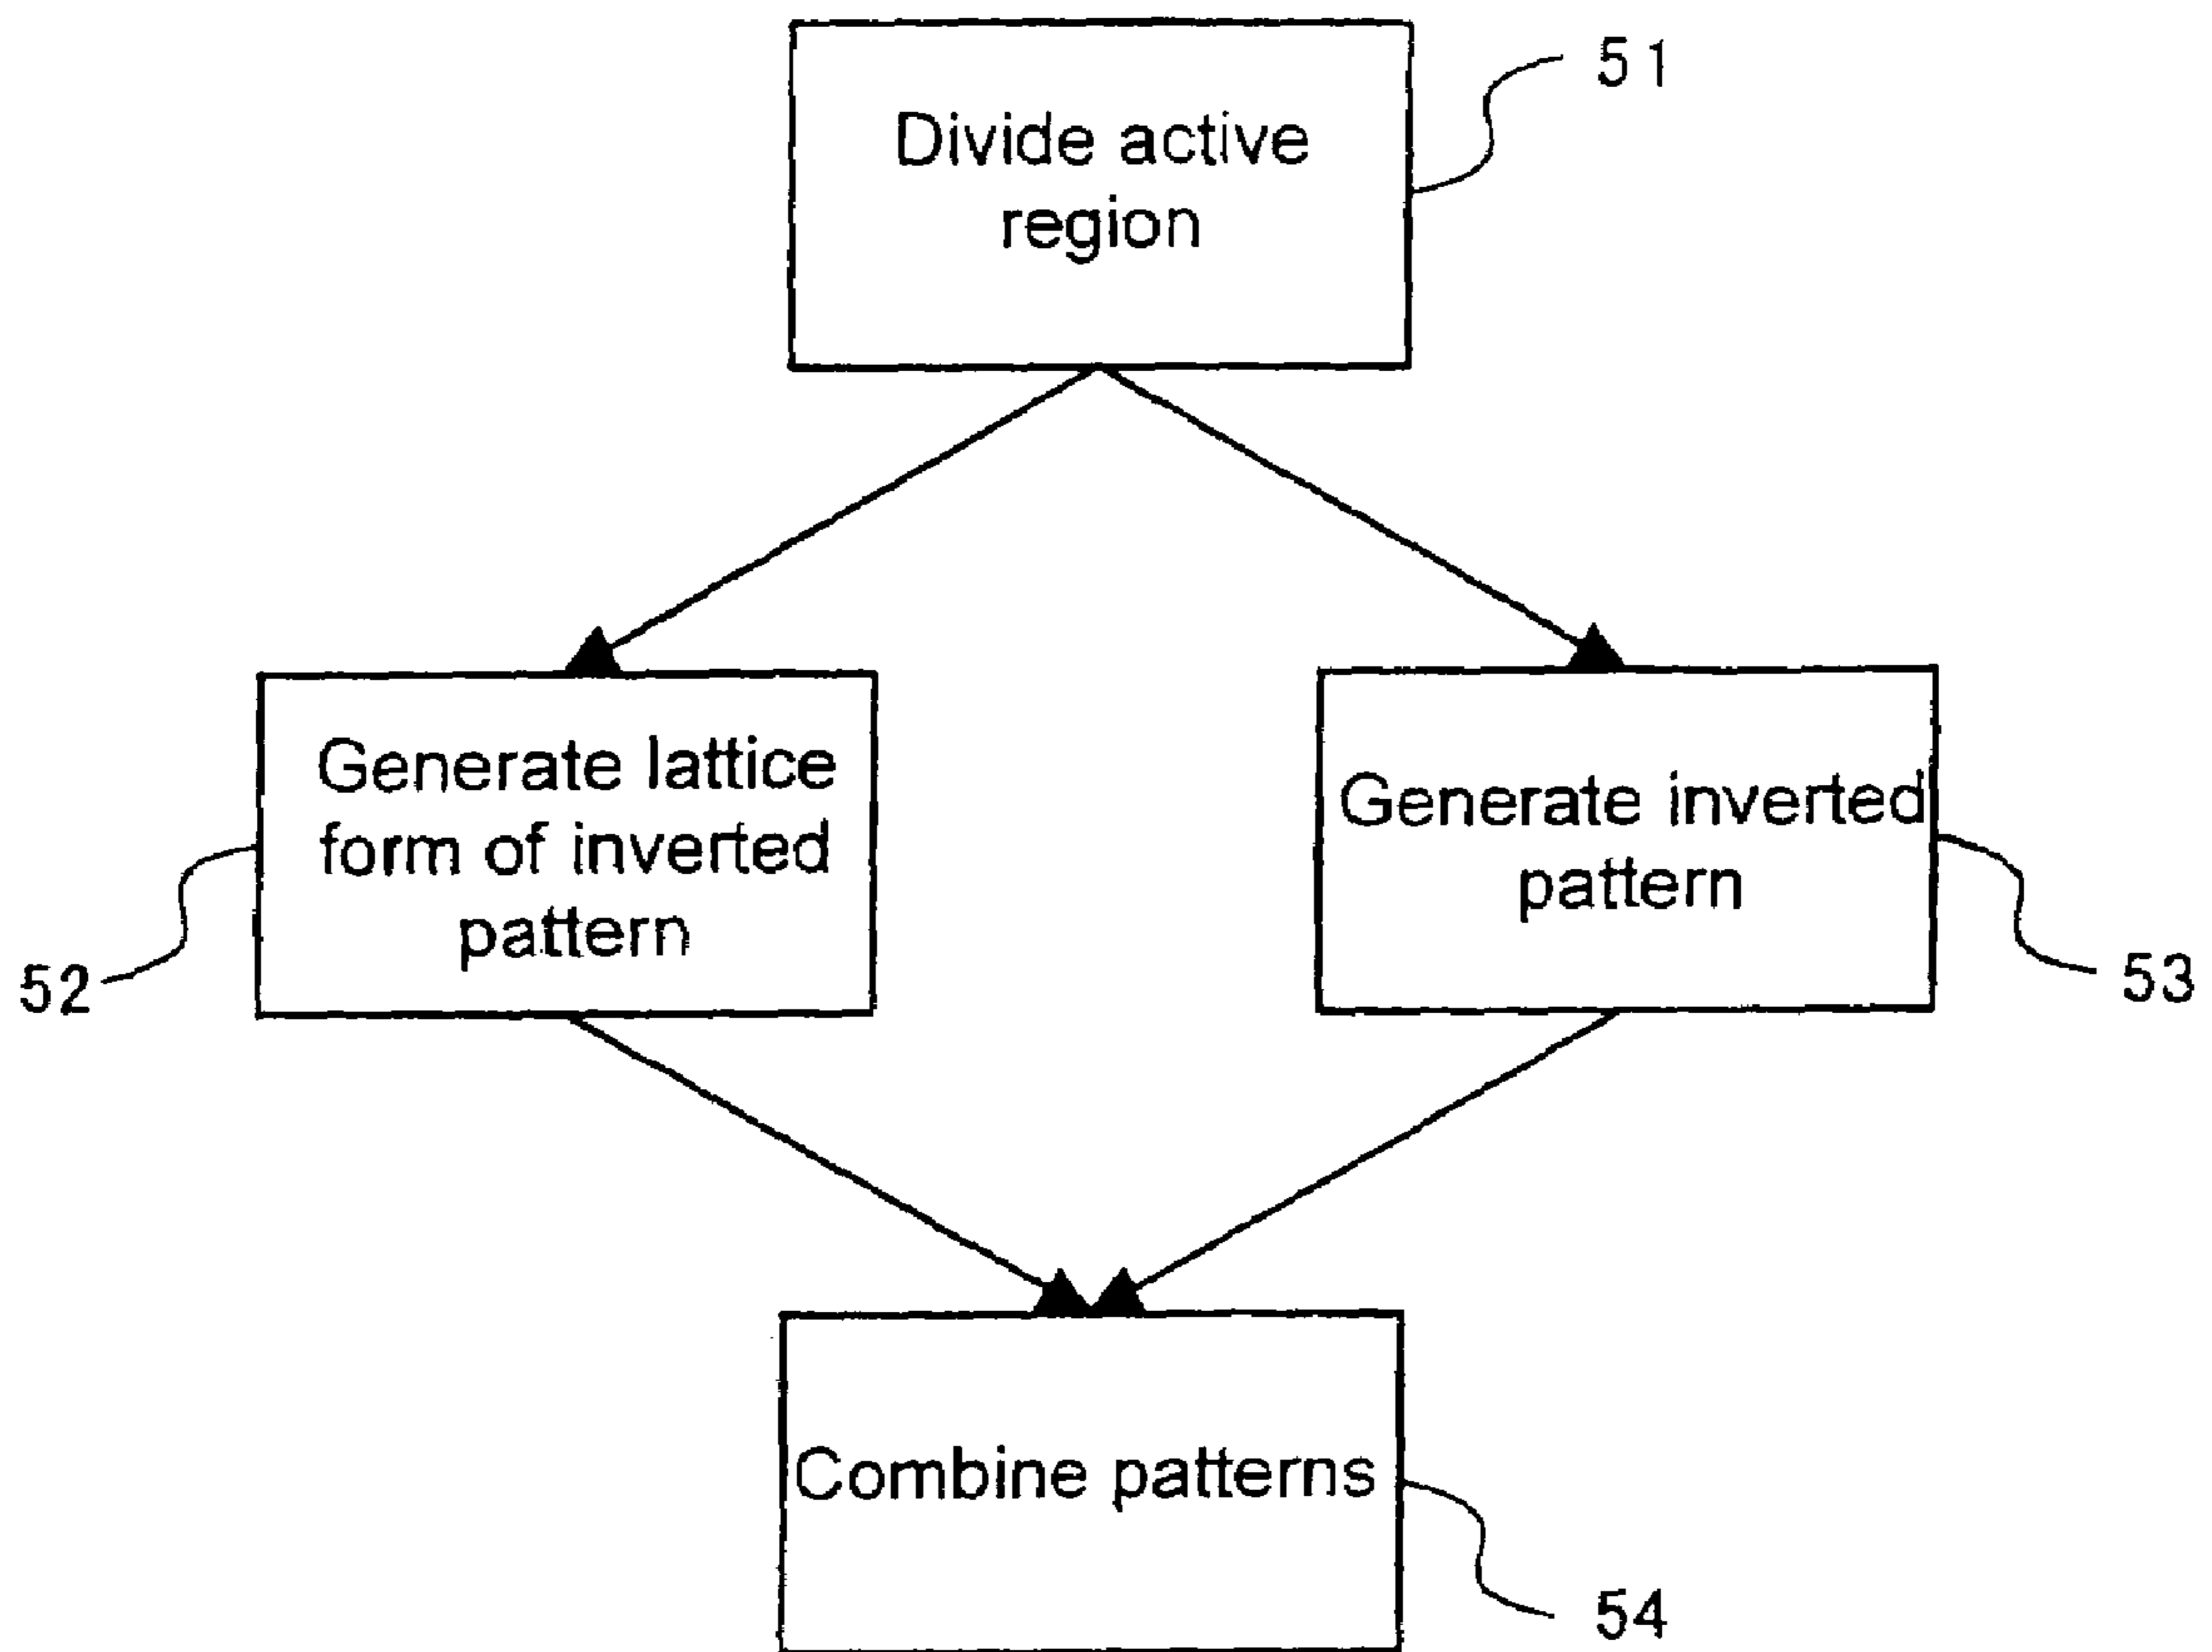 51
Divide active
region
Generate lattice
form of inverted
pattern
52
Generate inverted
pattern
53
Combine patterns
54